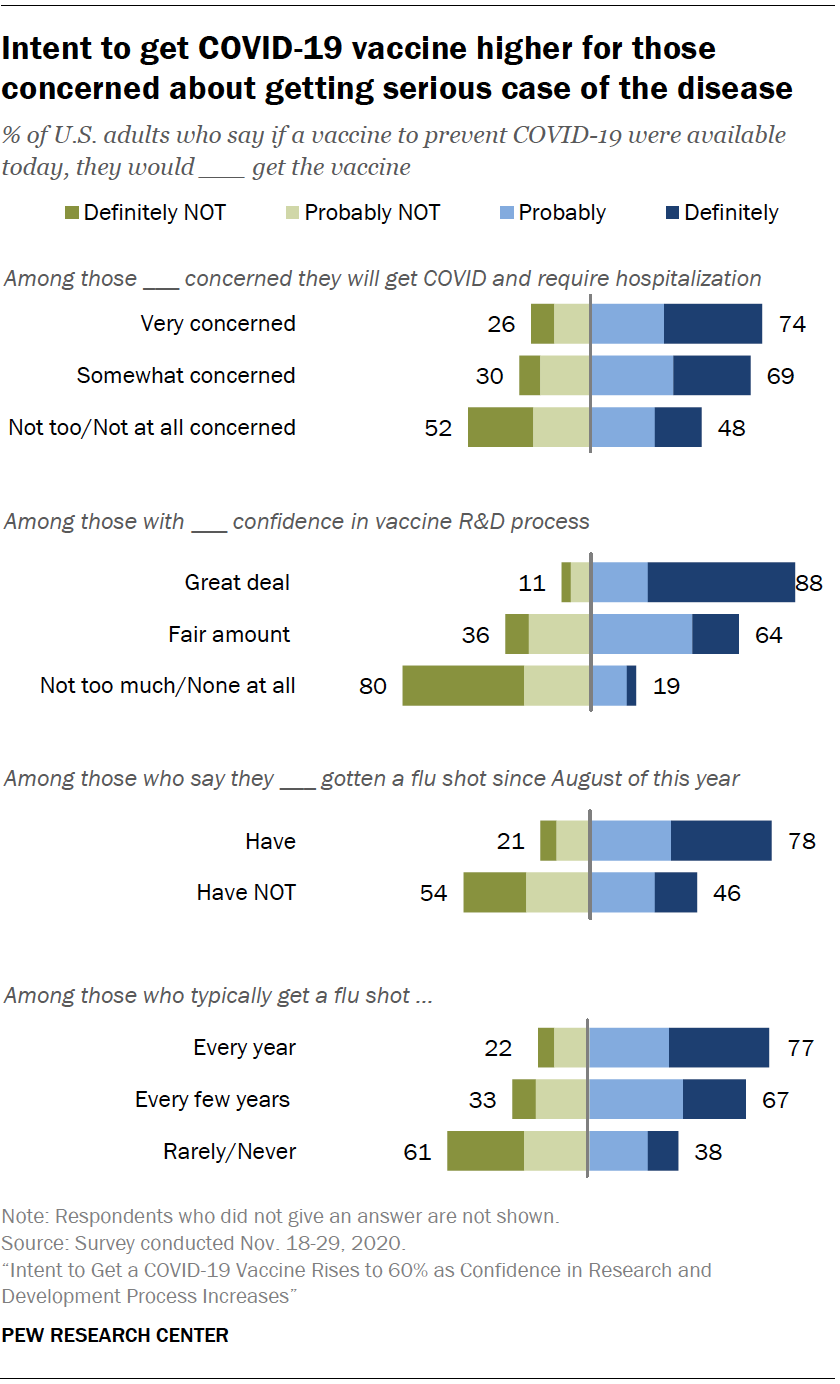 Intent to get COVID-19 vaccine higher for those
concerned about getting serious case of the disease
% of U.S. adults who say if a vaccine to prevent COVID-19 were available
today, they would ___ get the vaccine
Definitely NOT Probably NOT Probably Definitely
Among those ___ concerned they will get COVID and require hospitalization
Very concerned 26 74
Somewhat concerned 30 69
Not too/Not at all concerned 52 48
Among those with ___ confidence in vaccine R&D process
Great deal 11 88
Fair amount 36 64
Not too much/None at all 80 19
Among those who say they ___ gotten a flu shot since August of this year
Have 21 78
Have NOT 54 46
Among those who typically get a flu shot ...
Every year 22 77
Every few years 33 67
Rarely/Never 61 38
Note: Respondents who did not give an answer are not shown.
Source: Survey conducted Nov. 18-29, 2020.
“Intent to Get a COVID-19 Vaccine Rises to 60% as Confidence in Research and
Development Process Increases”
PEW RESEARCH CENTER